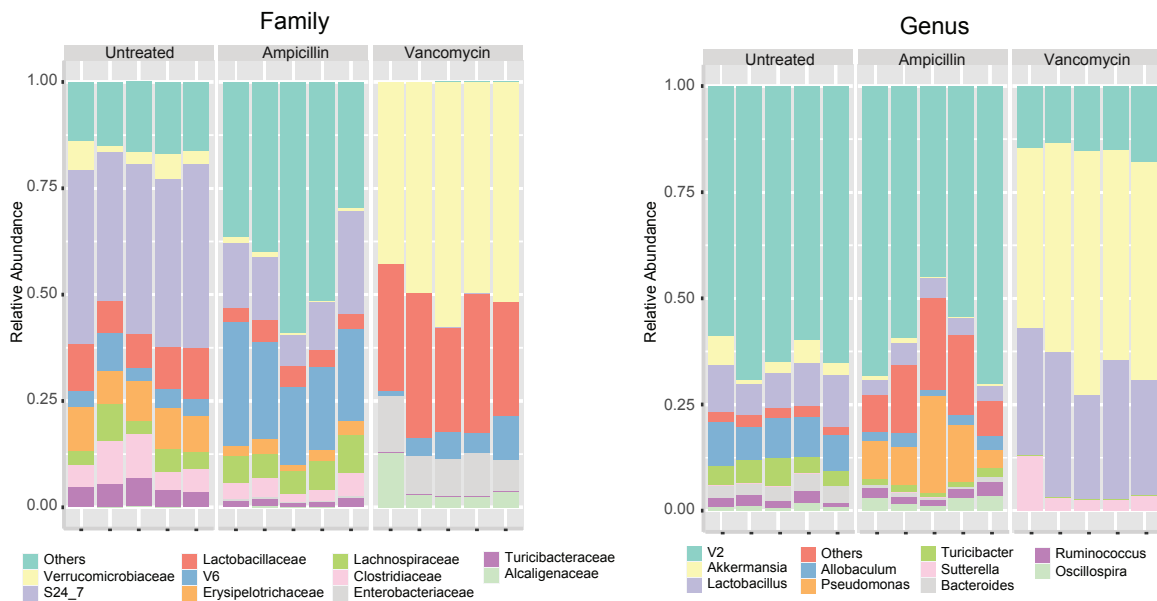 Family
Untreated Ampicillin Vancomycin
1.00
0.75
0.50
0.25
0.00
Relative Abundance
Others Lactobacillaceae Lachnospiraceae Turicibacteraceae
Verrucomicrobiaceae V6 Clostridiaceae Alcaligenaceae
S24_7 Erysipelotrichaceae Enterobacteriaceae
Genus
Untreated Ampicillin Vancomycin
1.00
0.75
0.50
0.25
0.00
Relative Abundance
V2 Others Turicibacter Ruminococcus
Akkermansia Allobaculum Sutterella Oscillospira
Lactobacillus Pseudomonas Bacteroides